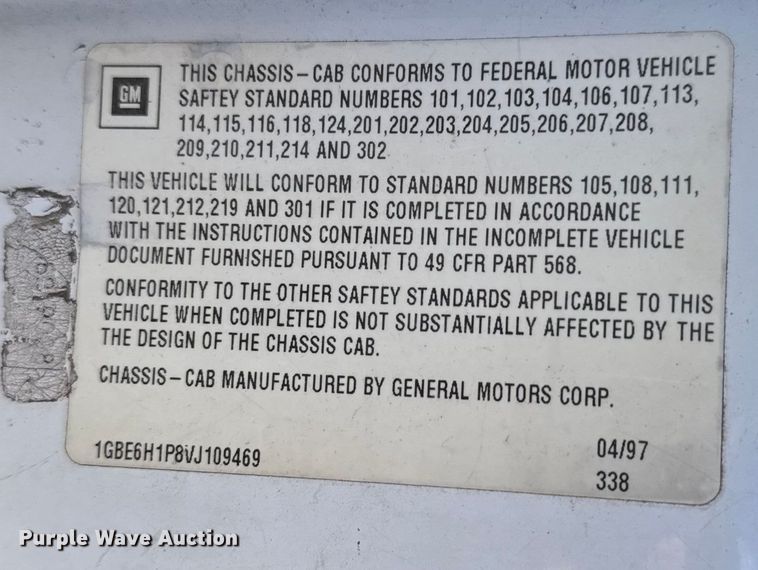 GM
THIS CHASSIS-CAB CONFORMS TO FEDERAL MOTOR VEHICLE
SAFTEY STANDARD NUMBERS 101,102,103,104,106,107,113,
114,115,116,118,124,201,202,203,204,205,206,207,208,
209,210,211,214 AND 302
THIS VEHICLE WILL CONFORM TO STANDARD NUMBERS 105,108,111,
120,121,212,219 AND 301 IF IT IS COMPLETED IN ACCORDANCE
WITH THE INSTRUCTIONS CONTAINED IN THE INCOMPLETE VEHICLE
DOCUMENT FURNISHED PURSUANT TO 49 CFR PART 568.
CONFORMITY TO THE OTHER SAFTEY STANDARDS APPLICABLE TO THIS
VEHICLE WHEN COMPLETED IS NOT SUBSTANTIALLY AFFECTED BY THE
THE DESIGN OF THE CHASSIS CAB.
CHASSIS-CAB MANUFACTURED BY GENERAL MOTORS CORP.
1GBE6H1P8VJ109469
04/97
338
Purple Wave Auction